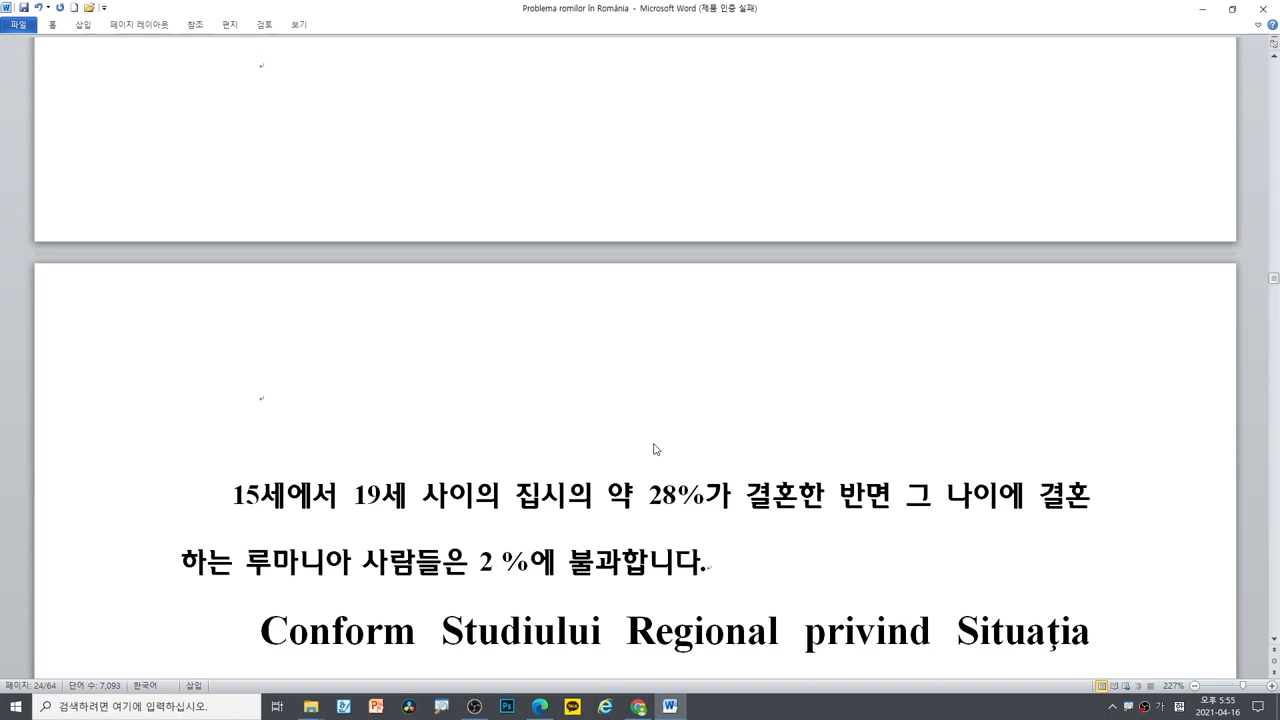 Problema romilor în România - Microsoft Word (제품 인증 실패)
파일 홈 삽입 페이지 레이아웃 참조 편지 검토 보기
15세에서 19세 사이의 집시의 약 28%가 결혼한 반면 그 나이에 결혼
하는 루마니아 사람들은 2 %에 불과합니다.
Conform Studiului Regional privind Situaţia
페이지: 24/64 단어 수: 7,093 한국어 삽입 227%
검색하려면 여기에 입력하십시오. 가 오후 5:55
2021-04-16